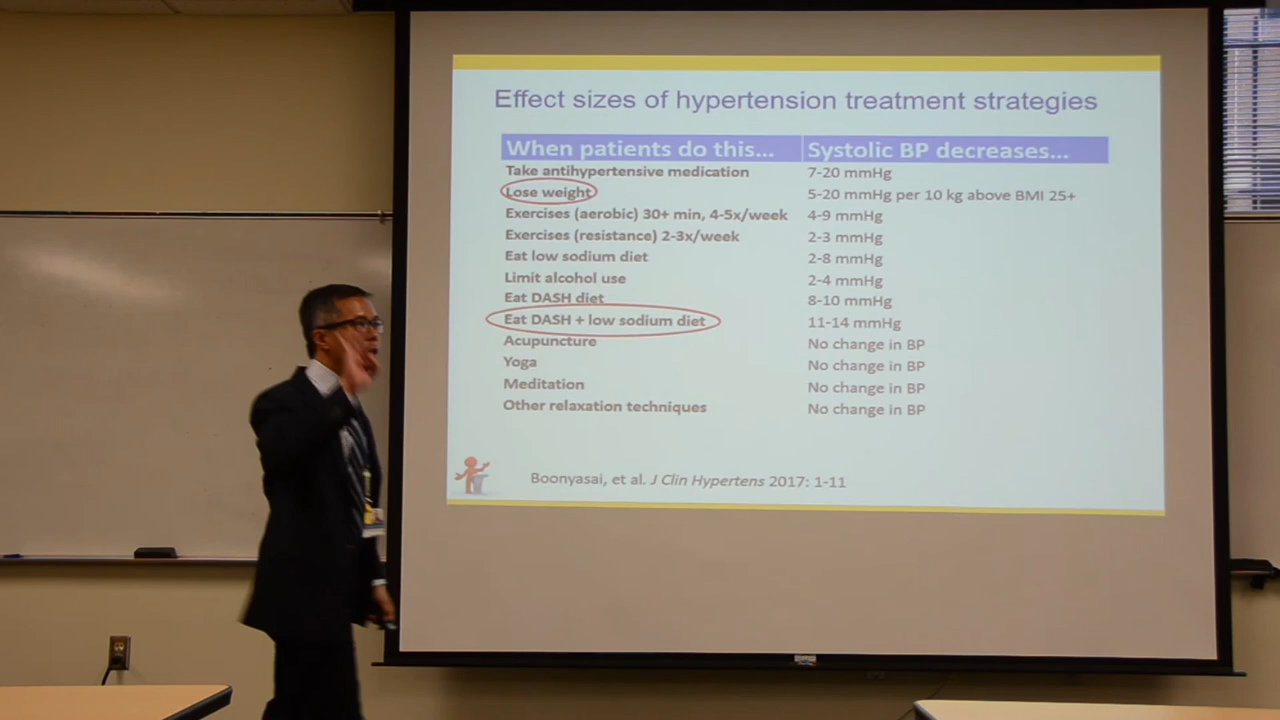 Effect sizes of hypertension treatment strategies
When patients do this... Systolic BP decreases...
Take antihypertensive medication 7-20 mmHg
Lose weight 5-20 mmHg per 10 kg above BMI 25+
Exercises (aerobic) 30+ min, 4-5x/week 4-9 mmHg
Exercises (resistance) 2-3x/week 2-3 mmHg
Eat low sodium diet 2-8 mmHg
Limit alcohol use 2-4 mmHg
Eat DASH diet 8-10 mmHg
Eat DASH + low sodium diet 11-14 mmHg
Acupuncture No change in BP
Yoga No change in BP
Meditation No change in BP
Other relaxation techniques No change in BP
Boonyasai, et al. J Clin Hypertens 2017: 1-11